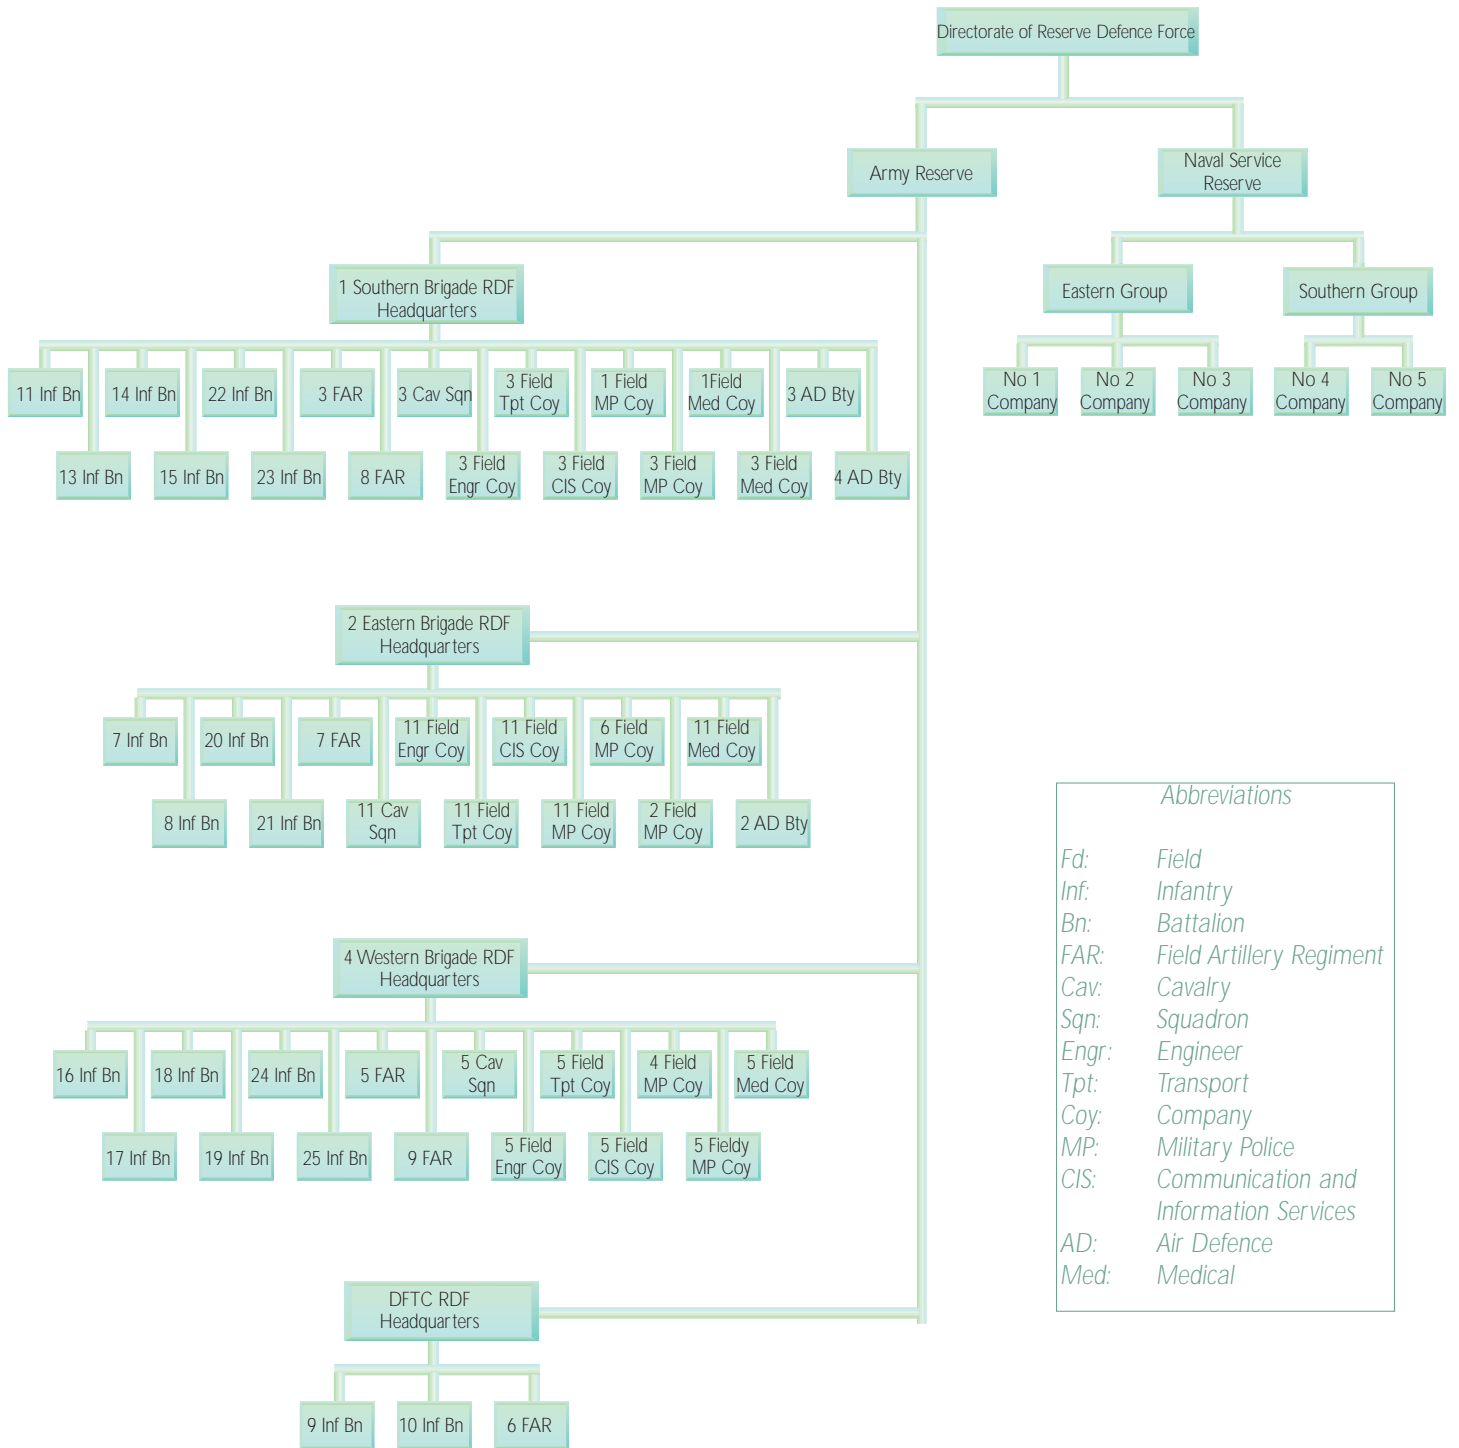 Directorate of Reserve Defence Force
Army Reserve
Naval Service
Reserve
1 Southern Brigade RDF
Headquarters
Eastern Group
Southern Group
11 Inf Bn
14 Inf Bn
22 Inf Bn
3 FAR
3 Cav Sqn
3 Field
Tpt Coy
1 Field
MP Coy
1Field
Med Coy
3 AD Bty
No 1
Company
No 2
Company
No 3
Company
No 4
Company
No 5
Company
13 Inf Bn
15 Inf Bn
23 Inf Bn
8 FAR
3 Field
Engr Coy
3 Field
CIS Coy
3 Field
MP Coy
3 Field
Med Coy
4 AD Bty
2 Eastern Brigade RDF
Headquarters
7 Inf Bn
20 Inf Bn
7 FAR
11 Field
Engr Coy
11 Field
CIS Coy
6 Field
MP Coy
11 Field
Med Coy
8 Inf Bn
21 Inf Bn
11 Cav
Sqn
11 Field
Tpt Coy
11 Field
MP Coy
2 Field
MP Coy
2 AD Bty
4 Western Brigade RDF
Headquarters
16 Inf Bn
18 Inf Bn
24 Inf Bn
5 FAR
5 Cav
Sqn
5 Field
Tpt Coy
4 Field
MP Coy
5 Field
Med Coy
17 Inf Bn
19 Inf Bn
25 Inf Bn
9 FAR
5 Field
Engr Coy
5 Field
CIS Coy
5 Fieldy
MP Coy
DFTC RDF
Headquarters
9 Inf Bn
10 Inf Bn
6 FAR
Abbreviations
Fd: Field
Inf: Infantry
Bn: Battalion
FAR: Field Artillery Regiment
Cav: Cavalry
Sqn: Squadron
Engr: Engineer
Tpt: Transport
Coy: Company
MP: Military Police
CIS: Communication and
Information Services
AD: Air Defence
Med: Medical